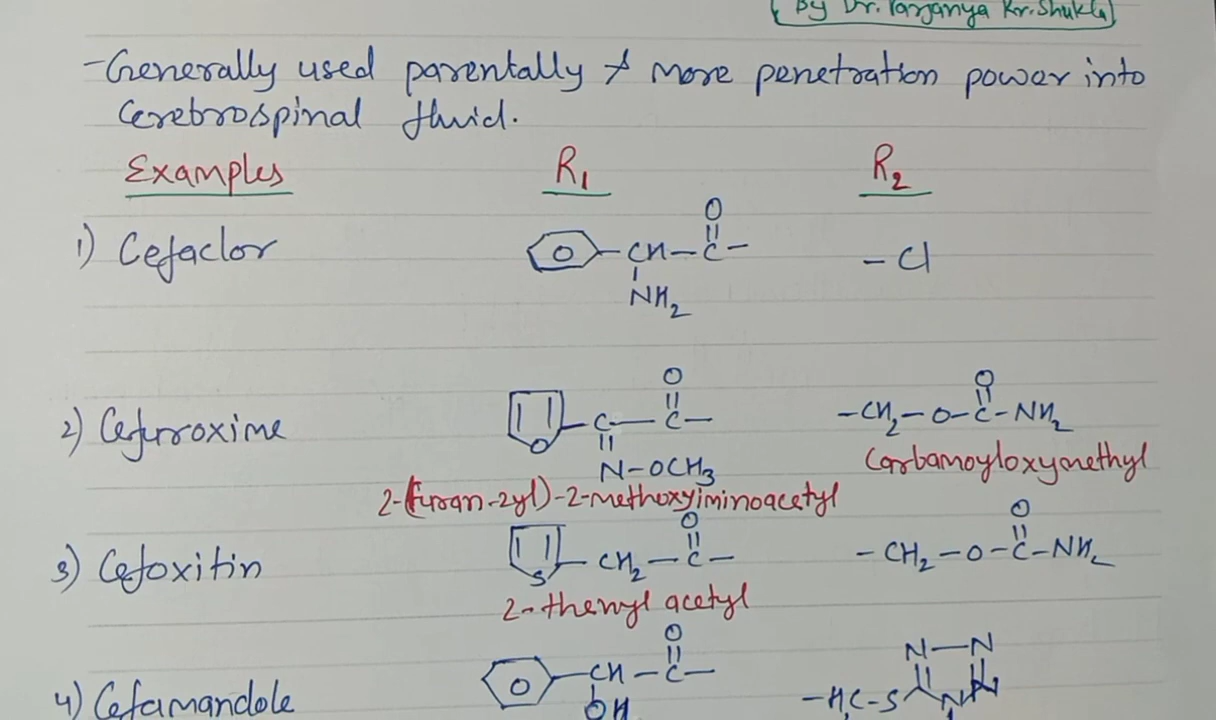 (By Dr. Parjanya Kr. Shukla)
-Generally used parentally & more penetration power into
Cerebrospinal fluid.
Examples R₁ R₂
O
1) Cefaclor -CH-C- -Cl
NH₂
O O
2) Cefurroxime O -C-C- -CH₂-O-C-NH₂
N-OCH₃ Carbamoyloxymethyl
2-(furan-2yl)-2-methoxyiminoacetyl
O O
3) Cefoxitin S -CH₂-C- -CH₂-O-C-NH₂
2-thenyl acetyl
O N-N
4) Cefamandole -CH-C- -H₂C-S N N
OH